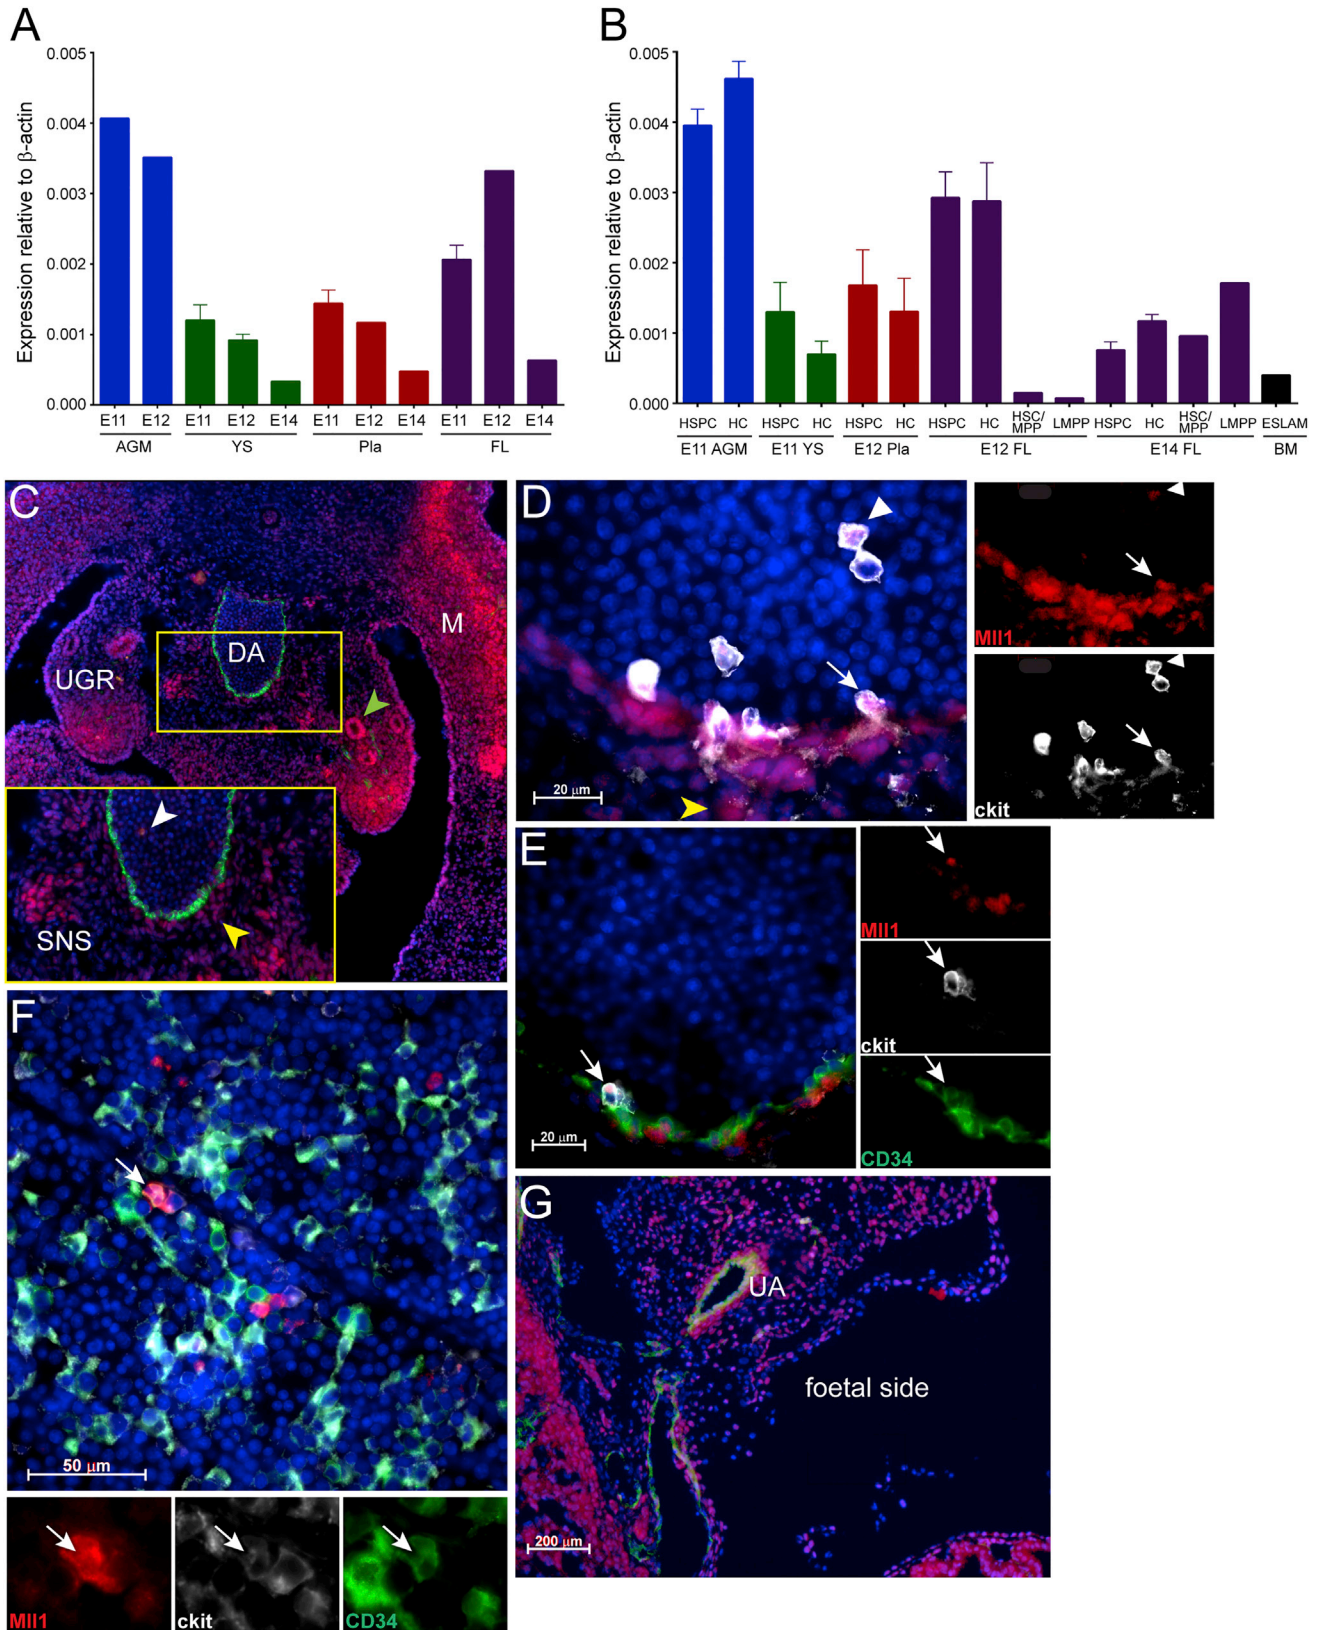 A
Expression relative to β-actin
0.005
0.004
0.003
0.002
0.001
0.000
E11 E12 E11 E12 E14 E11 E12 E14 E11 E12 E14
AGM YS Pla FL
B
Expression relative to β-actin
0.005
0.004
0.003
0.002
0.001
0.000
HSPC HC HSPC HC HSPC HC HSPC HC HSC/MPP LMPP HSPC HC HSC/MPP LMPP ESLAM
E11 AGM E11 YS E12 Pla E12 FL E14 FL BM
C
M
DA
UGR
SNS
D
20 µm
Mll1
ckit
E
20 µm
Mll1
ckit
CD34
F
50 µm
Mll1
ckit
CD34
G
UA
foetal side
200 µm